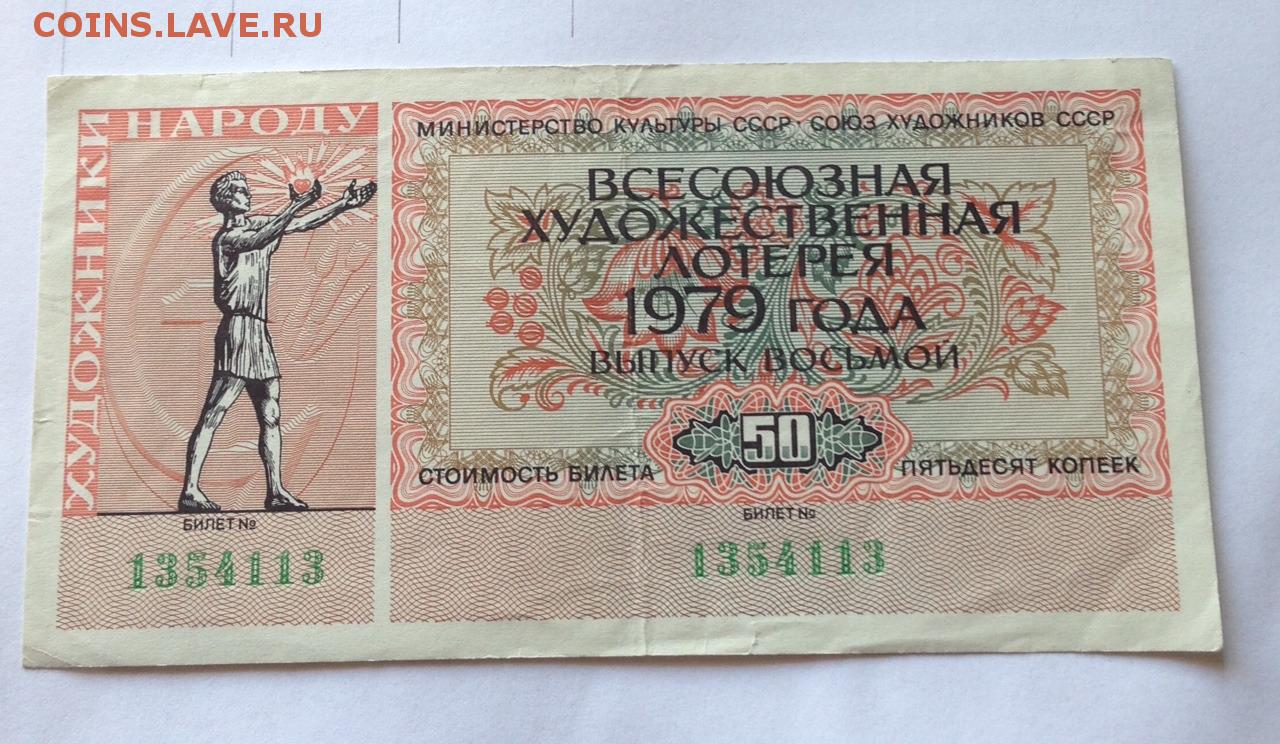 COINS.LAVE.RU
ХУДОЖНИКИ
НАРОДУ
МИНИСТЕРСТВО КУЛЬТУРЫ СССР СОЮЗ ХУДОЖНИКОВ СССР
ВСЕСОЮЗНАЯ
ХУДОЖЕСТВЕННАЯ
ЛОТЕРЕЯ
1979 ГОДА
ВЫПУСК ВОСЬМОЙ
50
СТОИМОСТЬ БИЛЕТА
ПЯТЬДЕСЯТ КОПЕЕК
БИЛЕТ №
1354113
БИЛЕТ №
1354113